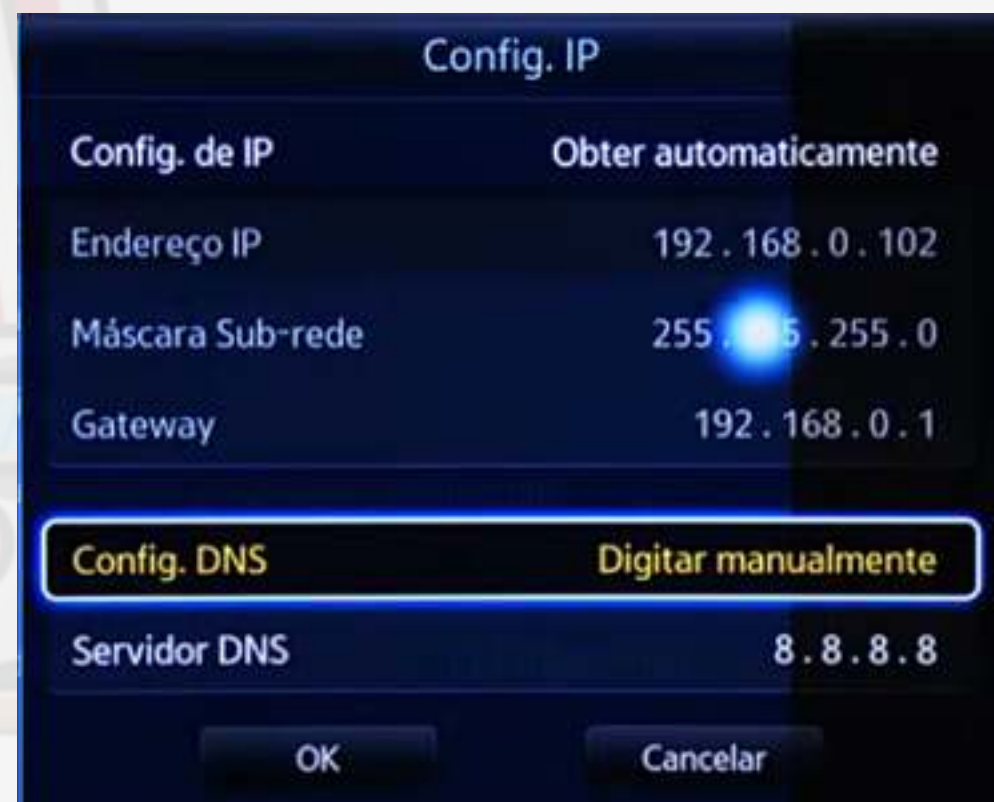 Config. IP
Config. de IP Obter automaticamente
Endereço IP 192.168.0.102
Máscara Sub-rede 255. 5.255.0
Gateway 192.168.0.1
Config. DNS Digitar manualmente
Servidor DNS 8.8.8.8
OK Cancelar